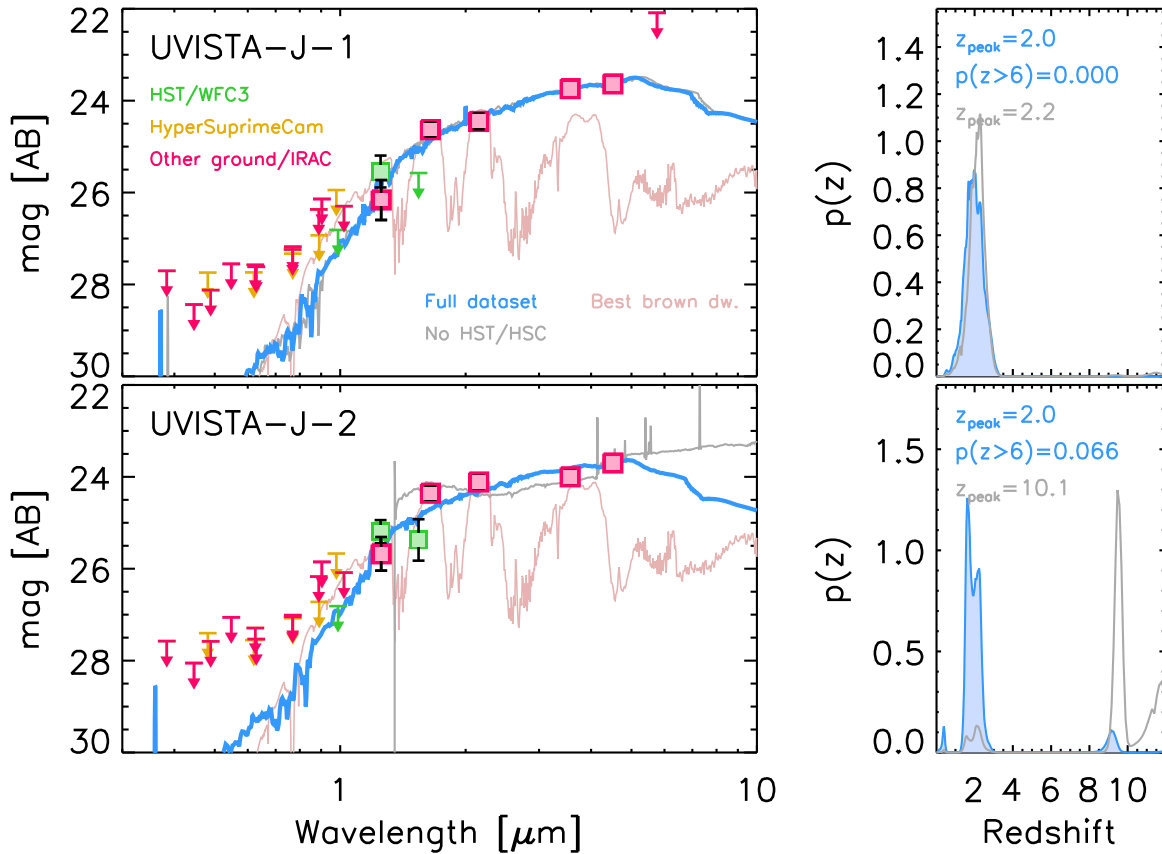 UVISTA-J-1
HST/WFC3
HyperSuprimeCam
Other ground/IRAC
Full dataset
No HST/HSC
Best brown dw.
mag [AB]
22
24
26
28
30
z_peak=2.0
p(z>6)=0.000
z_peak=2.2
p(z)
1.4
1.2
1.0
0.8
0.6
0.4
0.2
0.0
UVISTA-J-2
mag [AB]
22
24
26
28
30
1
10
Wavelength [μm]
z_peak=2.0
p(z>6)=0.066
z_peak=10.1
p(z)
1.5
1.0
0.5
0.0
2 4 6 8 10
Redshift